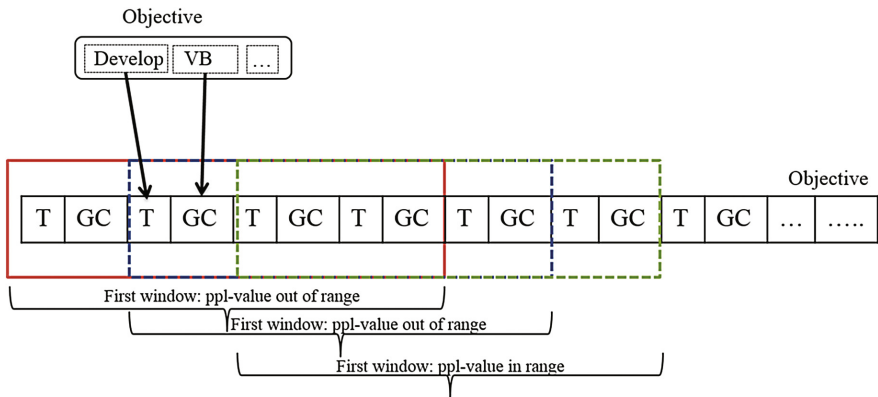 Objective
Develop VB ...
Objective
T GC T GC T GC T GC T GC T GC T GC ... .....
First window: ppl-value out of range
First window: ppl-value out of range
First window: ppl-value in range